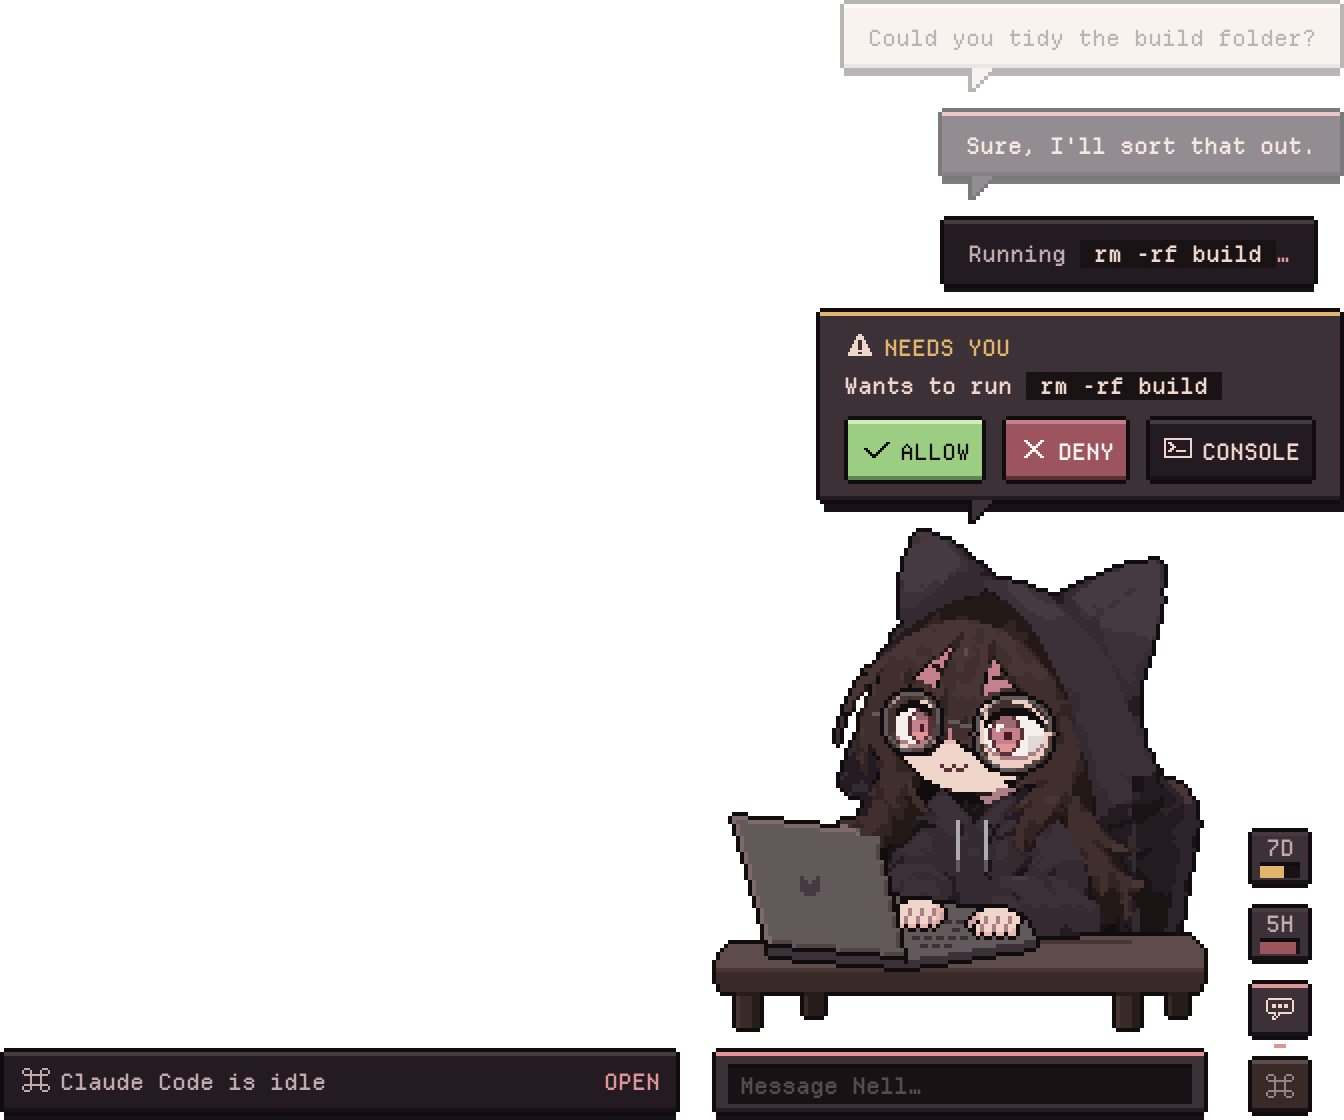 Could you tidy the build folder?
Sure, I'll sort that out.
Running rm -rf build …
NEEDS YOU
Wants to run rm -rf build
ALLOW DENY CONSOLE
7D
5H
Claude Code is idle OPEN
Message Nell…